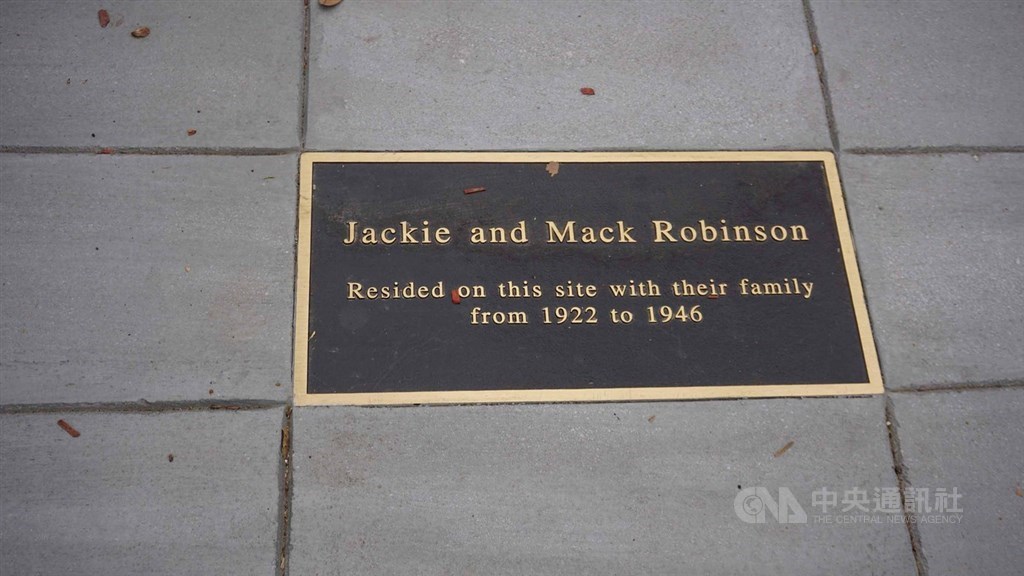 Jackie and Mack Robinson
Resided on this site with their family
from 1922 to 1946
CNA 中央通訊社
THE CENTRAL NEWS AGENCY